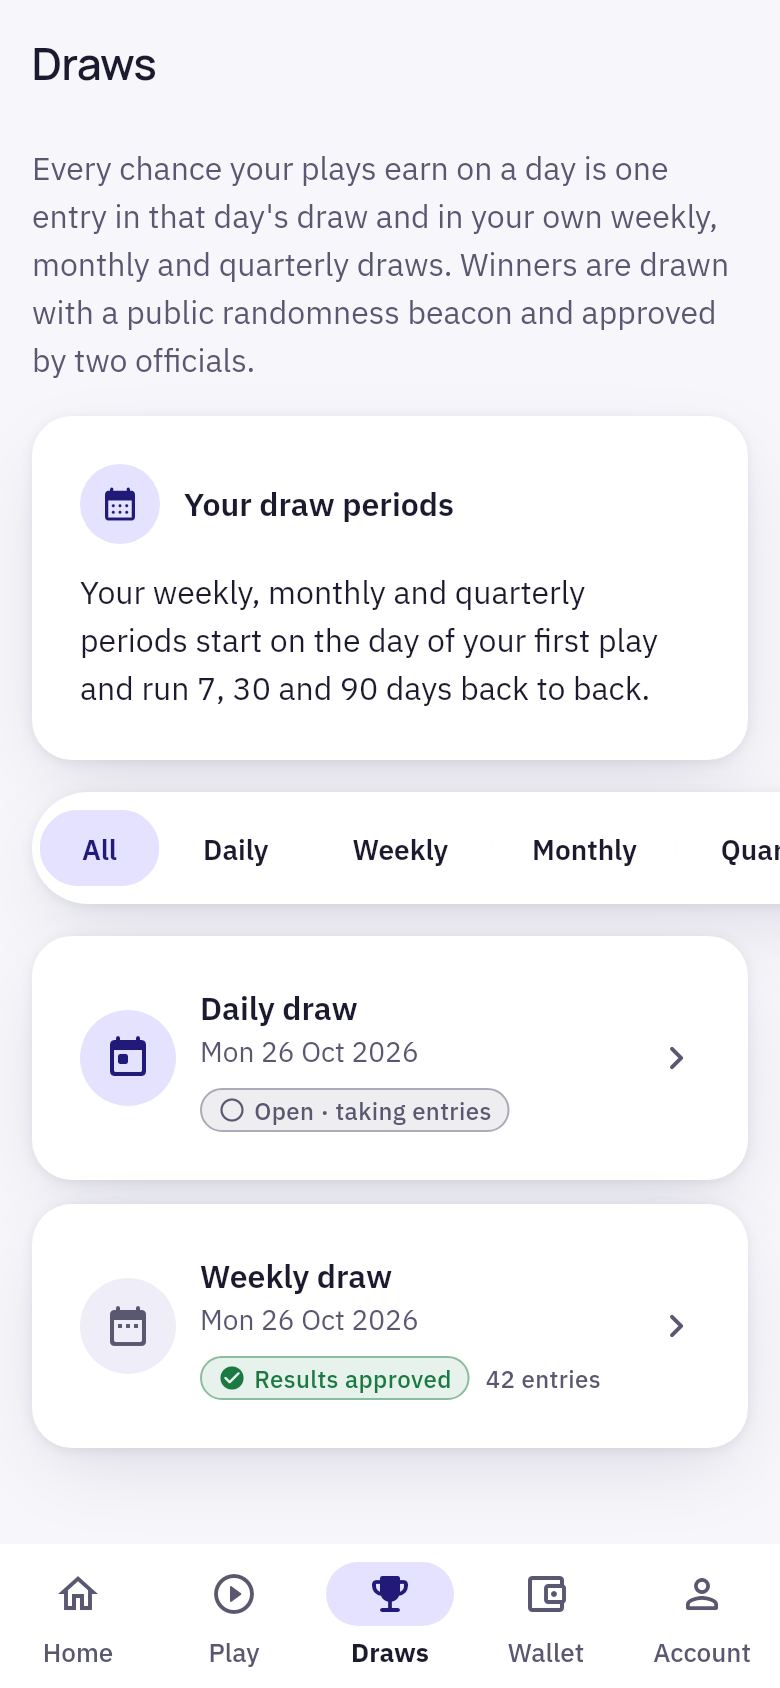 Draws
Every chance your plays earn on a day is one
entry in that day's draw and in your own weekly,
monthly and quarterly draws. Winners are drawn
with a public randomness beacon and approved
by two officials.
Your draw periods
Your weekly, monthly and quarterly
periods start on the day of your first play
and run 7, 30 and 90 days back to back.
All Daily Weekly Monthly Quar
Daily draw
Mon 26 Oct 2026
Open · taking entries
Weekly draw
Mon 26 Oct 2026
Results approved 42 entries
Home Play Draws Wallet Account